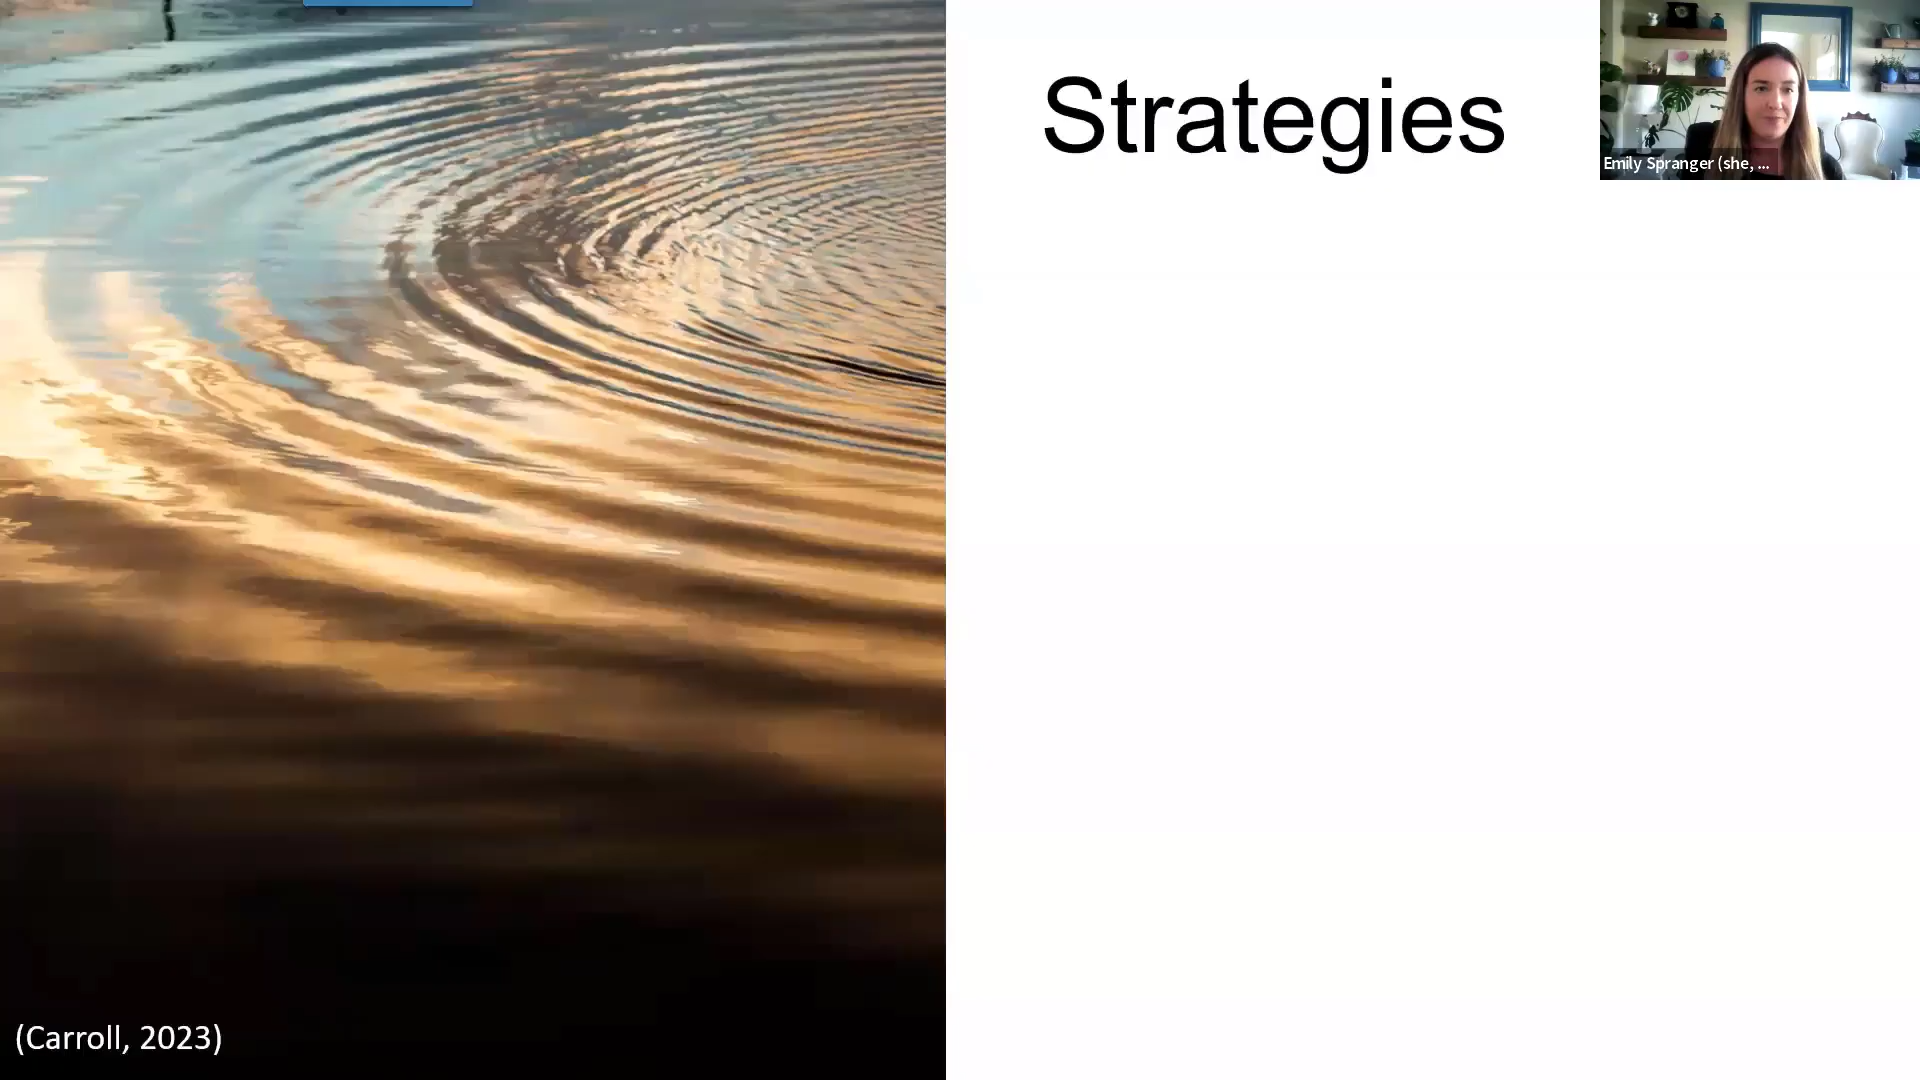 Strategies
Emily Spranger (she, ...
(Carroll, 2023)